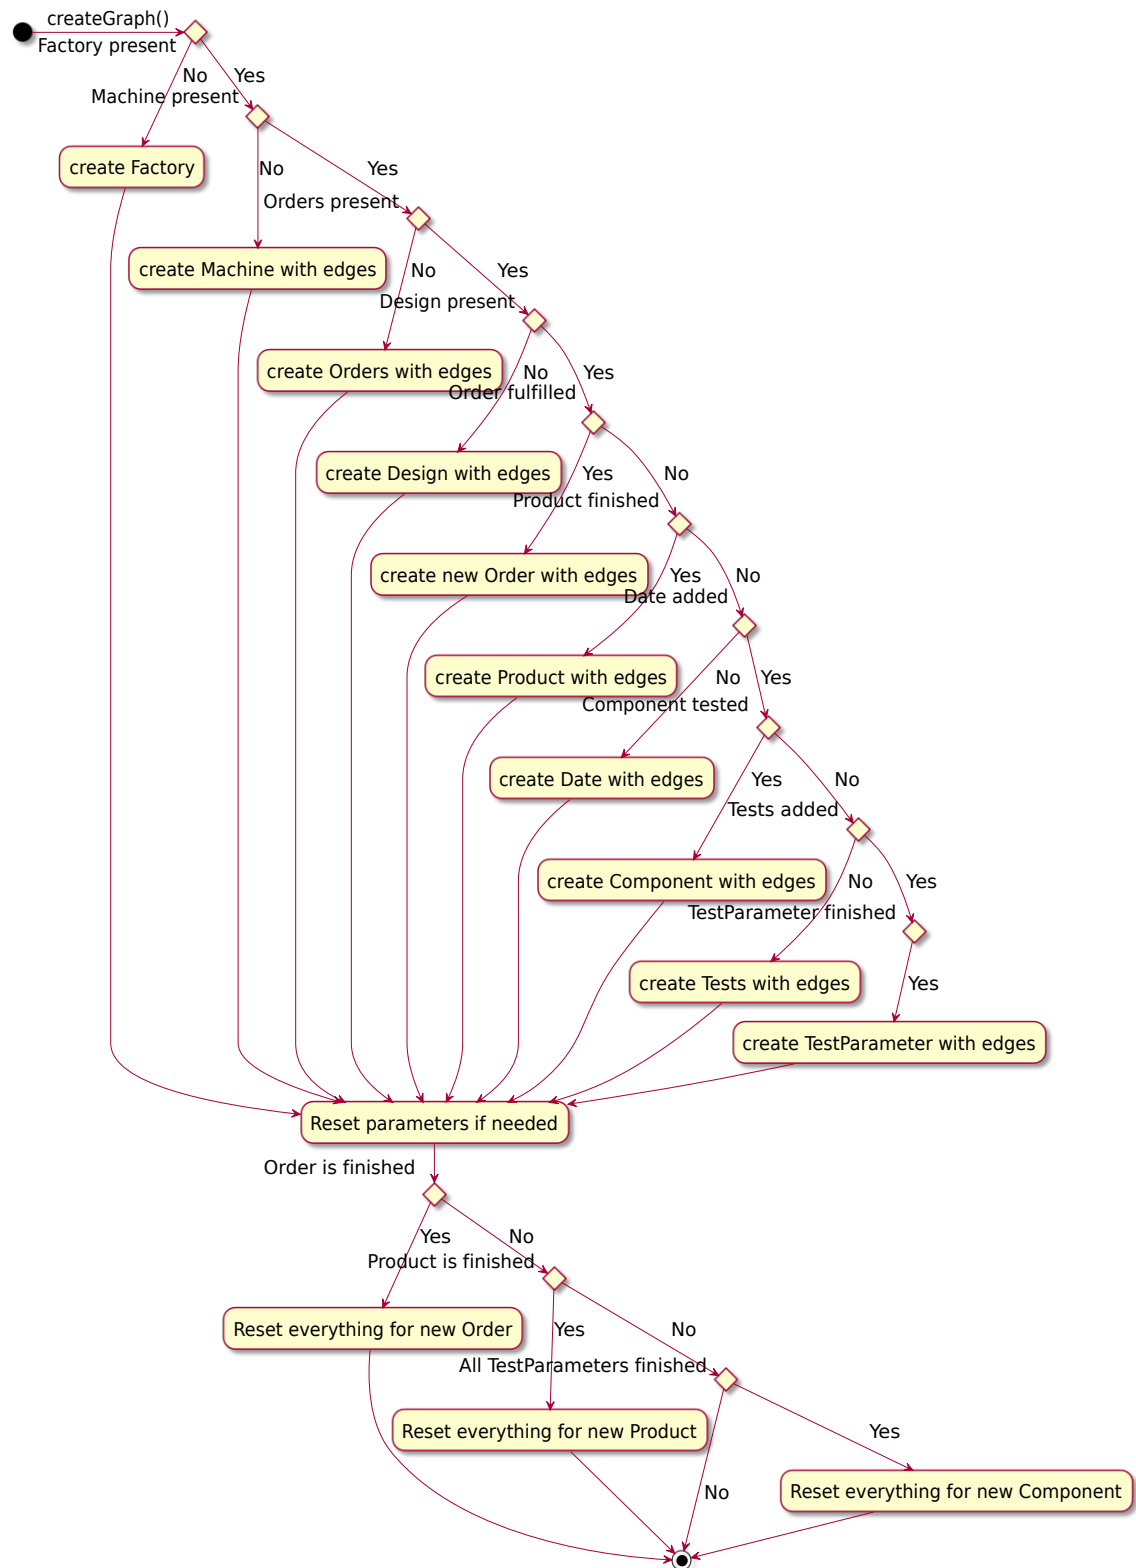 createGraph()
Factory present
No
Yes
Machine present
create Factory
No
Yes
Orders present
create Machine with edges
No
Yes
Design present
create Orders with edges
No
Yes
Order fulfilled
create Design with edges
Yes
No
Product finished
create new Order with edges
Yes
No
Date added
create Product with edges
No
Yes
Component tested
create Date with edges
Yes
No
Tests added
create Component with edges
No
Yes
TestParameter finished
create Tests with edges
Yes
create TestParameter with edges
Reset parameters if needed
Order is finished
Yes
No
Product is finished
Reset everything for new Order
Yes
No
All TestParameters finished
Reset everything for new Product
Yes
No
Reset everything for new Component